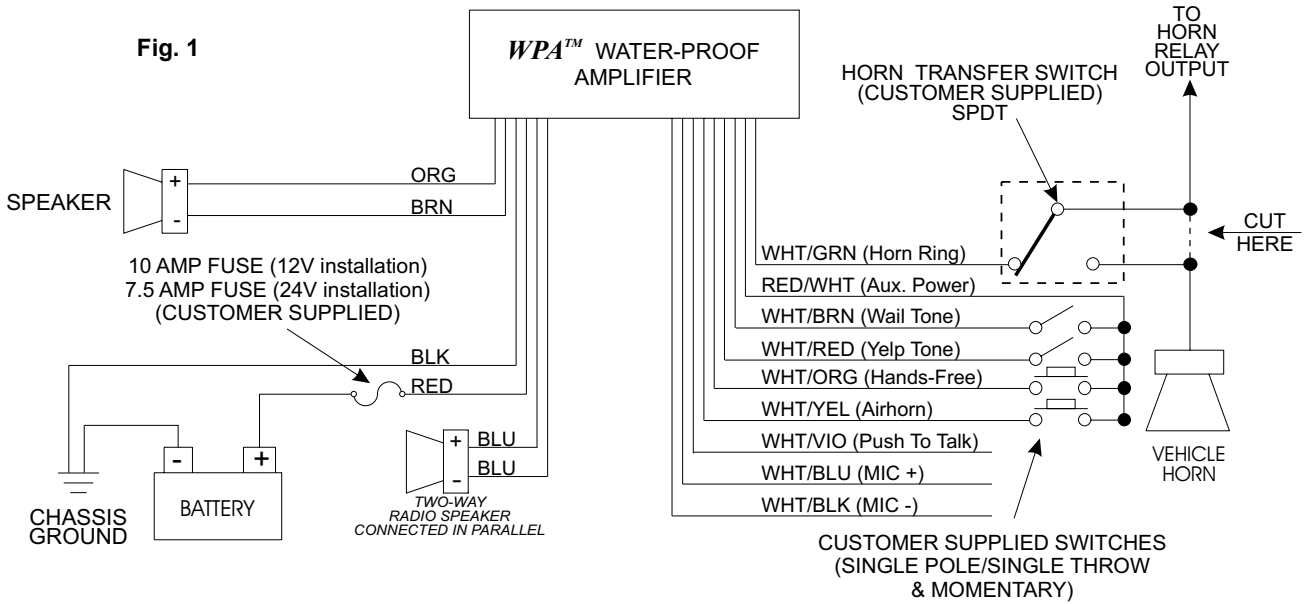 Fig. 1
WPA™ WATER-PROOF
AMPLIFIER
TO
HORN
RELAY
OUTPUT
HORN TRANSFER SWITCH
(CUSTOMER SUPPLIED)
SPDT
SPEAKER
+
-
ORG
BRN
CUT
HERE
10 AMP FUSE (12V installation)
7.5 AMP FUSE (24V installation)
(CUSTOMER SUPPLIED)
WHT/GRN (Horn Ring)
RED/WHT (Aux. Power)
WHT/BRN (Wail Tone)
WHT/RED (Yelp Tone)
WHT/ORG (Hands-Free)
WHT/YEL (Airhorn)
WHT/VIO (Push To Talk)
WHT/BLU (MIC +)
WHT/BLK (MIC -)
BLK
RED
+
-
BLU
BLU
TWO-WAY
RADIO SPEAKER
CONNECTED IN PARALLEL
- +
BATTERY
CHASSIS
GROUND
VEHICLE
HORN
CUSTOMER SUPPLIED SWITCHES
(SINGLE POLE/SINGLE THROW
& MOMENTARY)